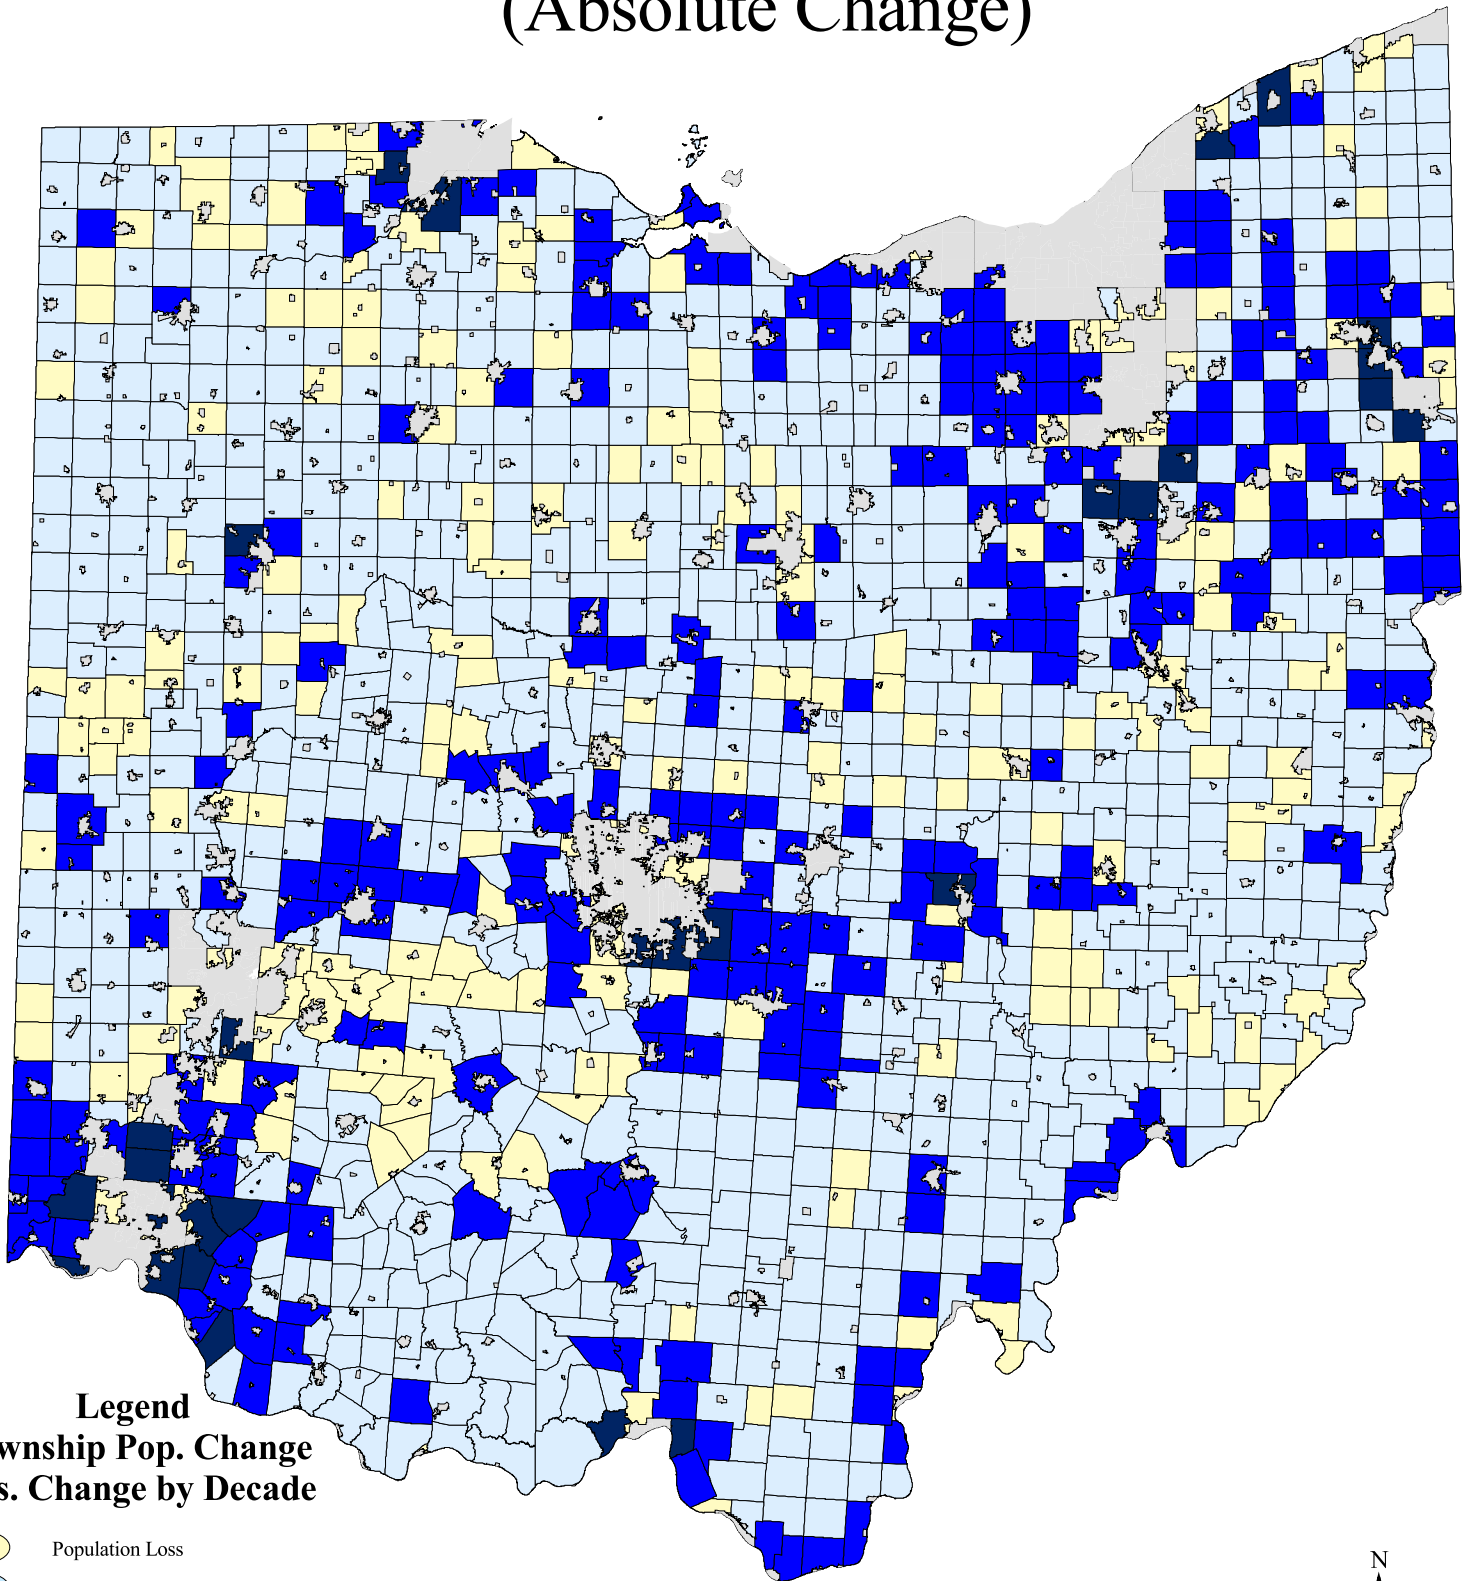 (Absolute Change)
Legend
wnship Pop. Change
s. Change by Decade
Population Loss
N